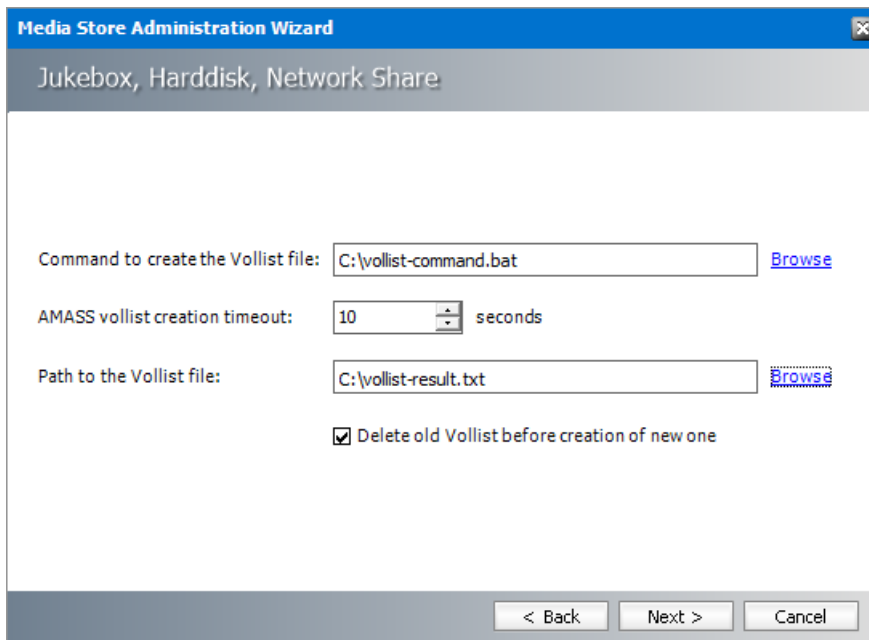 Media Store Administration Wizard
Jukebox, Harddisk, Network Share
Command to create the Vollist file: C:\vollist-command.bat Browse
AMASS vollist creation timeout: 10 seconds
Path to the Vollist file: C:\vollist-result.txt Browse
Delete old Vollist before creation of new one
< Back Next > Cancel